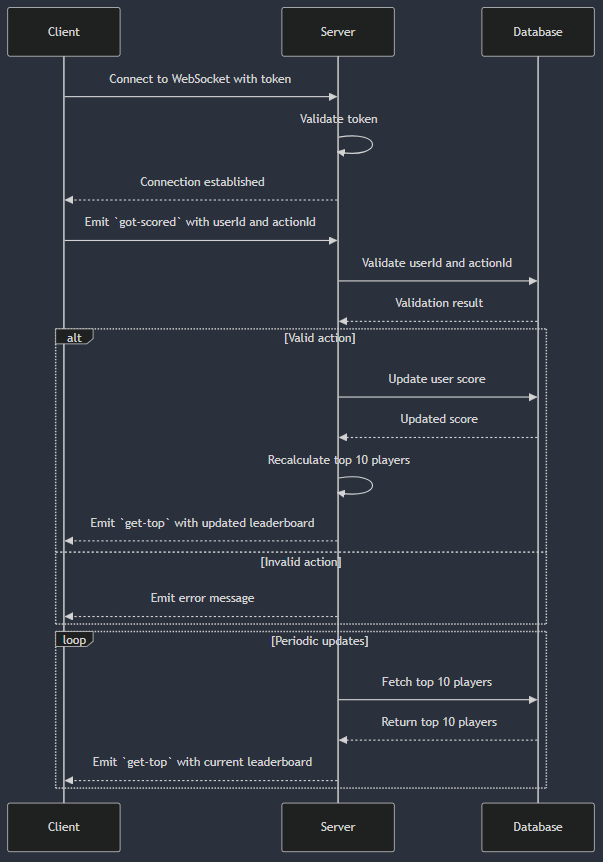 Client
Server
Database
Connect to WebSocket with token
Validate token
Connection established
Emit `got-scored` with userId and actionId
Validate userId and actionId
Validation result
alt
[Valid action]
Update user score
Updated score
Recalculate top 10 players
Emit `get-top` with updated leaderboard
[Invalid action]
Emit error message
loop
[Periodic updates]
Fetch top 10 players
Return top 10 players
Emit `get-top` with current leaderboard
Client
Server
Database